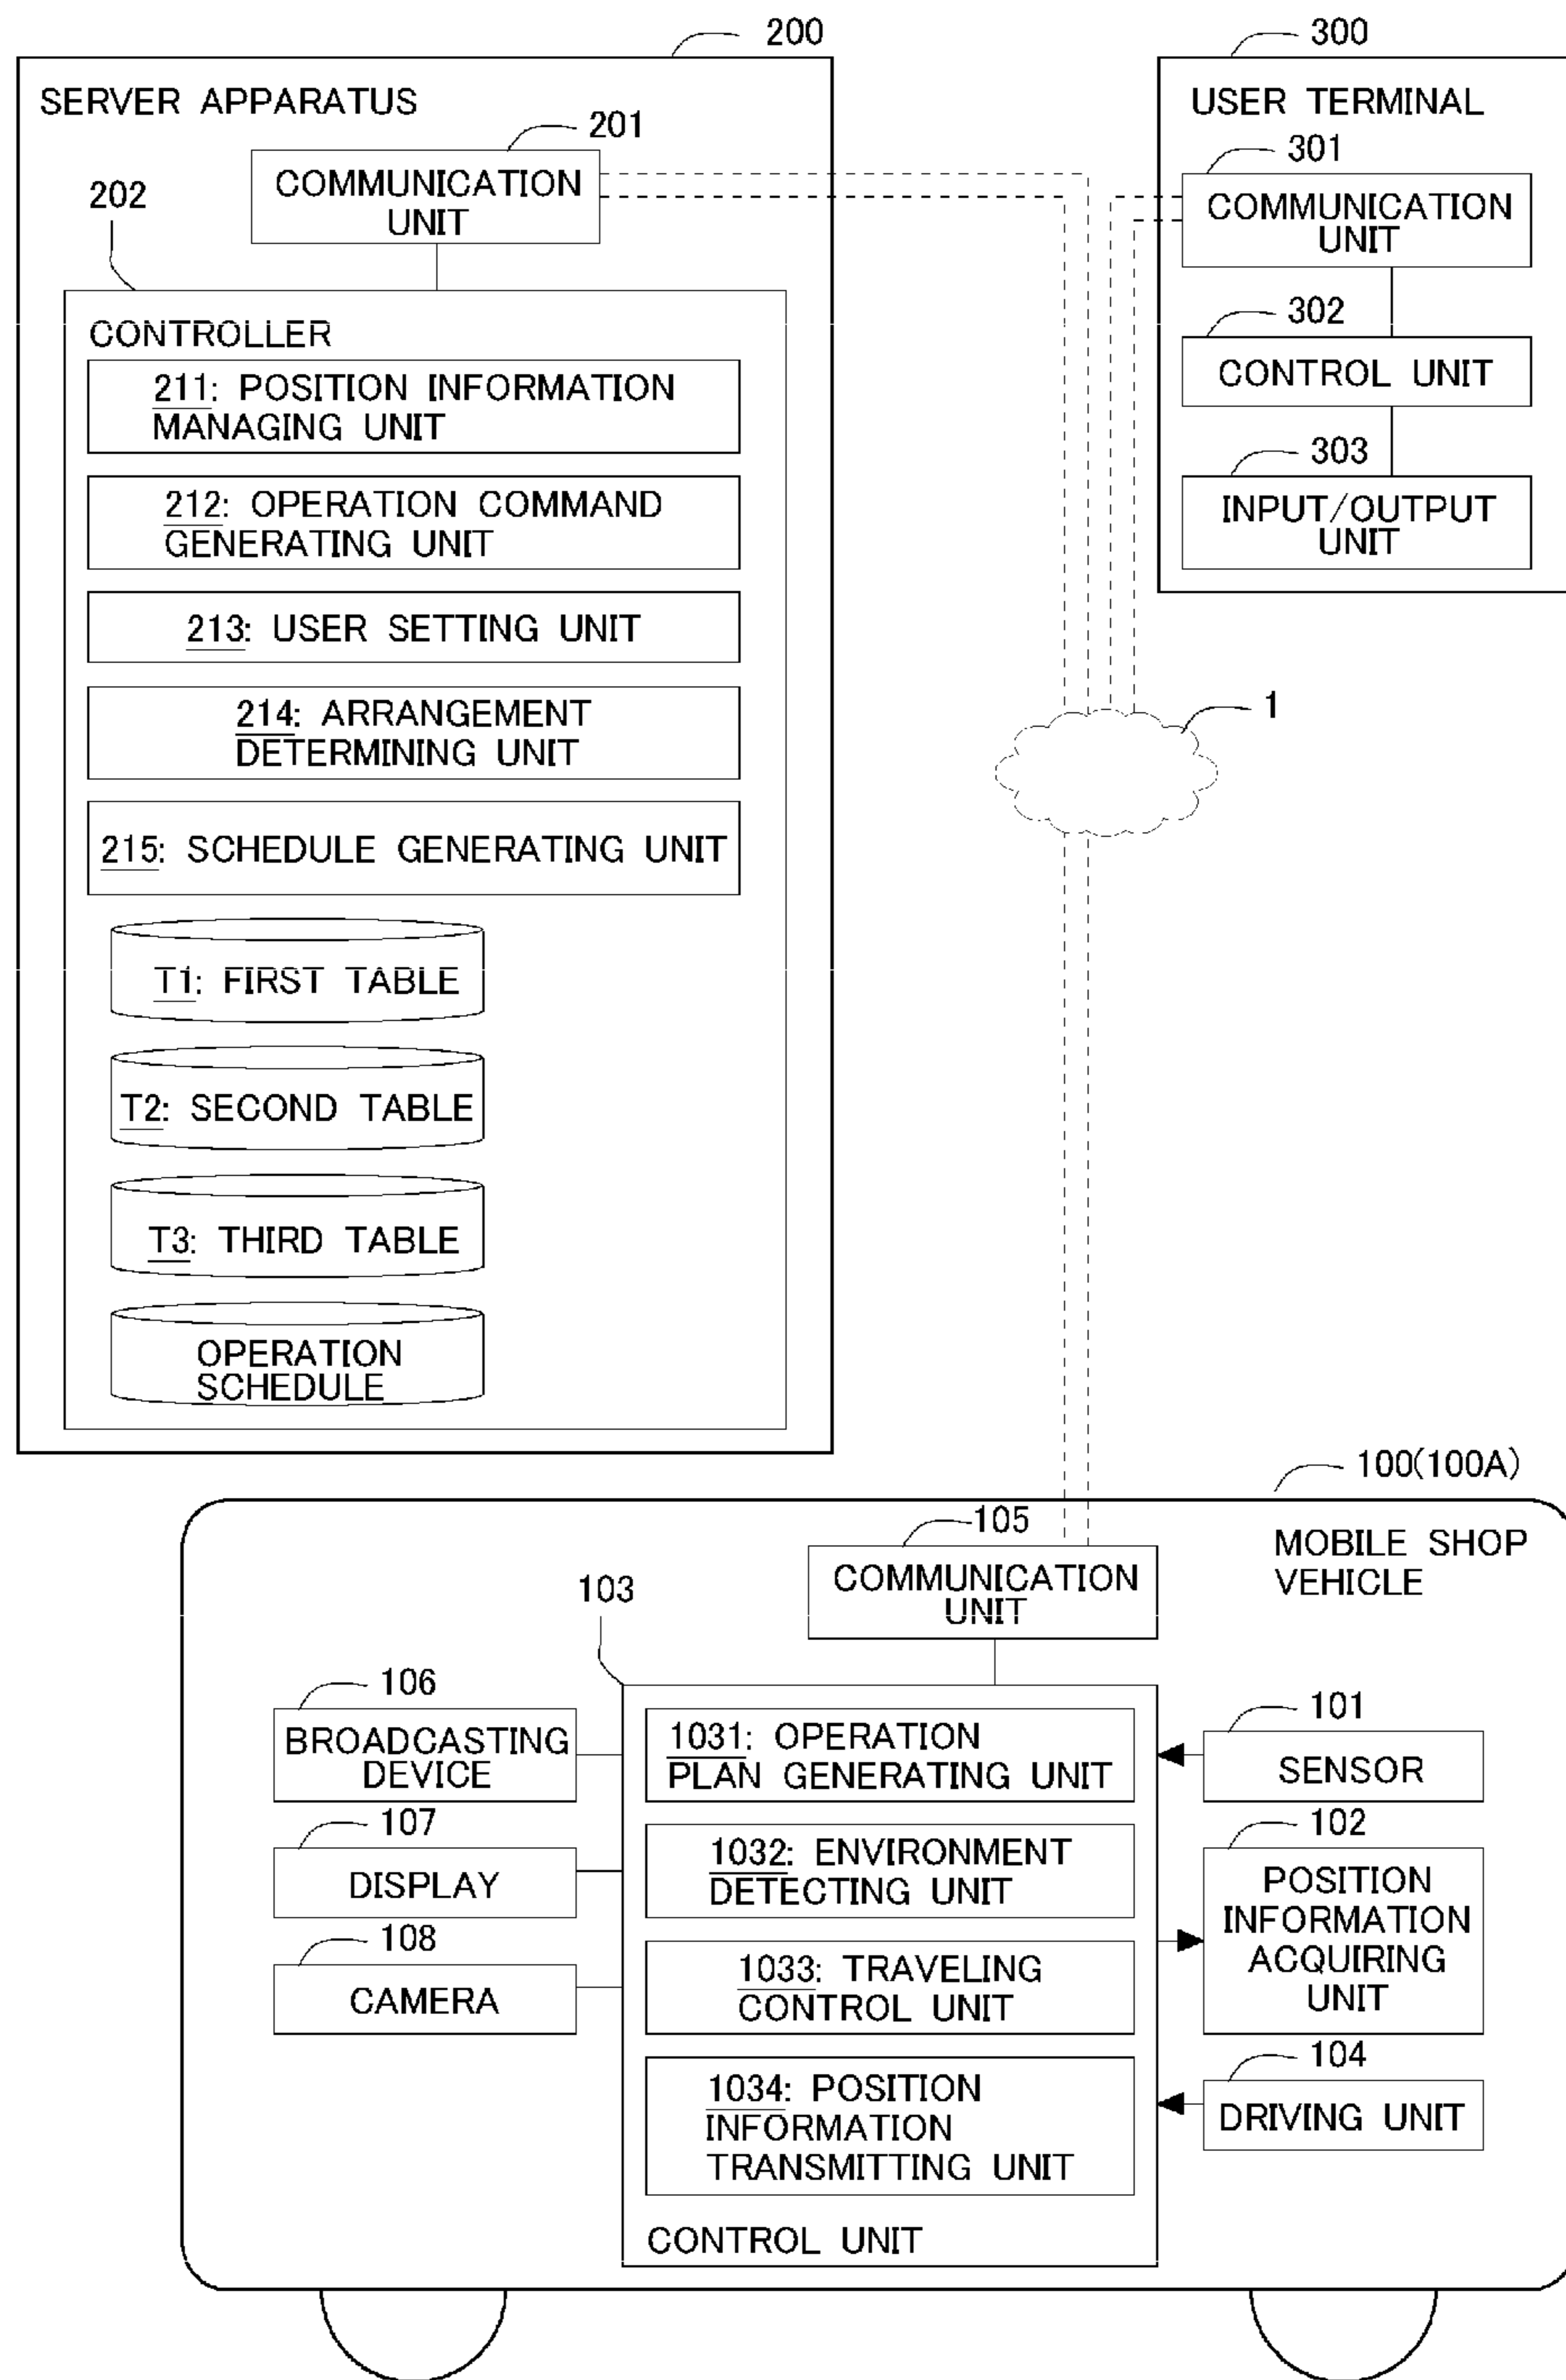 200
SERVER APPARATUS
201
COMMUNICATION
UNIT
202
CONTROLLER
211: POSITION INFORMATION
MANAGING UNIT
212: OPERATION COMMAND
GENERATING UNIT
213: USER SETTING UNIT
214: ARRANGEMENT
DETERMINING UNIT
215: SCHEDULE GENERATING UNIT
T1: FIRST TABLE
T2: SECOND TABLE
T3: THIRD TABLE
OPERATION
SCHEDULE
300
USER TERMINAL
301
COMMUNICATION
UNIT
302
CONTROL UNIT
303
INPUT/OUTPUT
UNIT
1
100(100A)
MOBILE SHOP
VEHICLE
105
COMMUNICATION
UNIT
103
106
BROADCASTING
DEVICE
107
DISPLAY
108
CAMERA
1031: OPERATION
PLAN GENERATING UNIT
1032: ENVIRONMENT
DETECTING UNIT
1033: TRAVELING
CONTROL UNIT
1034: POSITION
INFORMATION
TRANSMITTING UNIT
CONTROL UNIT
101
SENSOR
102
POSITION
INFORMATION
ACQUIRING
UNIT
104
DRIVING UNIT